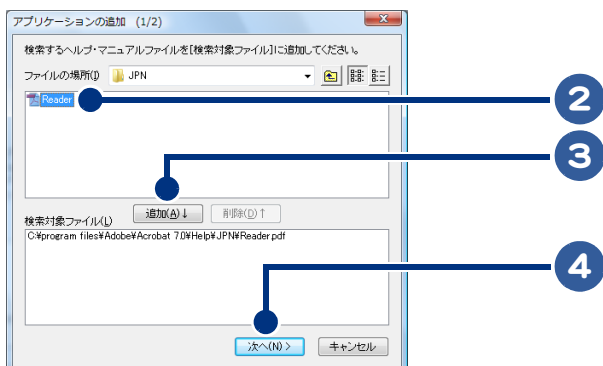 アプリケーションの追加 (1/2)
検索するヘルプ・マニュアルファイルを[検索対象ファイル]に追加してください。
ファイルの場所(I) JPN
Reader
2
3
追加(A)↓ 削除(D)↑
検索対象ファイル(L)
C:¥program files¥Adobe¥Acrobat 7.0¥Help¥JPN¥Reader.pdf
4
次へ(N) > キャンセル